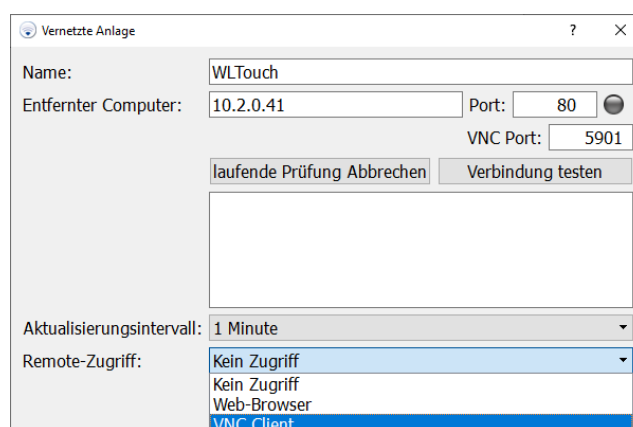 Vernetzte Anlage ? ×
Name: WLTouch
Entfernter Computer: 10.2.0.41 Port: 80
VNC Port: 5901
laufende Prüfung Abbrechen Verbindung testen
Aktualisierungsintervall: 1 Minute
Remote-Zugriff: Kein Zugriff
Kein Zugriff
Web-Browser
VNC Client